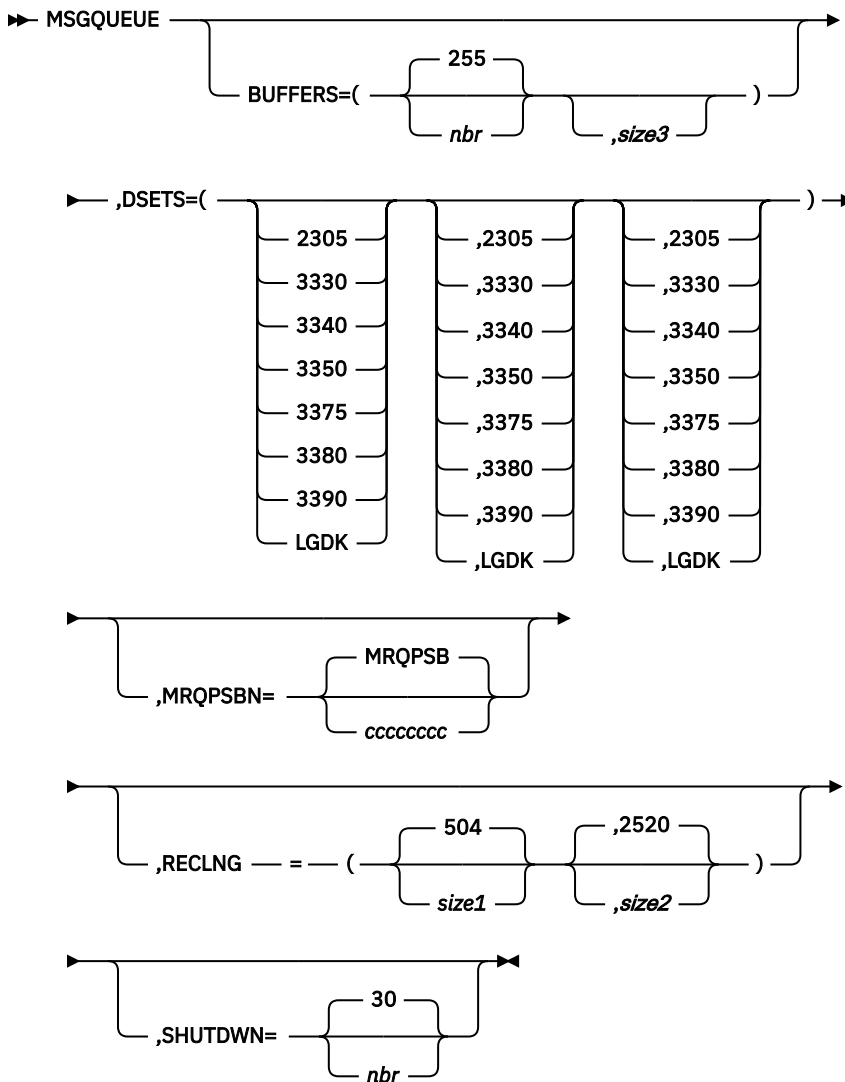 MSGQUEUE
255
BUFFERS=( )
nbr ,size3
,DSETS=( )
2305 ,2305 ,2305
3330 ,3330 ,3330
3340 ,3340 ,3340
3350 ,3350 ,3350
3375 ,3375 ,3375
3380 ,3380 ,3380
3390 ,3390 ,3390
LGDK ,LGDK ,LGDK
MRQPSB
,MRQPSBN=
cccccccc
504 ,2520
,RECLNG = ( )
size1 ,size2
30
,SHUTDWN=
nbr